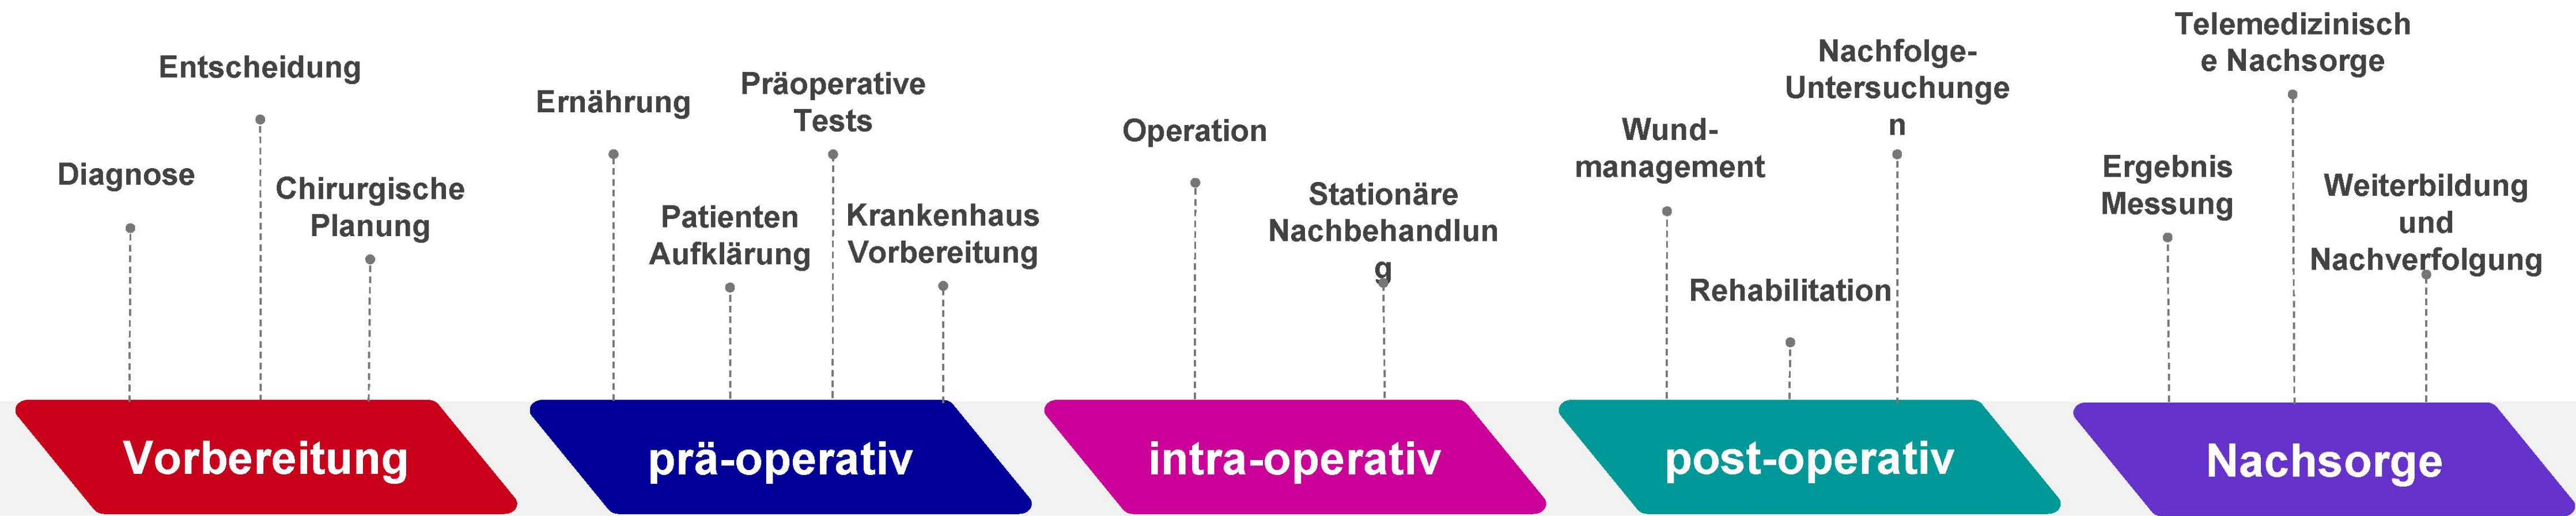 Diagnose
Entscheidung
Chirurgische
Planung
Ernährung
Patienten
Aufklärung
Präoperative
Tests
Krankenhaus
Vorbereitung
Operation
Stationäre
Nachbehandlun
g
Wund-
management
Rehabilitation
Nachfolge-
Untersuchunge
n
Ergebnis
Messung
Telemedizinisch
e Nachsorge
Weiterbildung
und
Nachverfolgung
Vorbereitung
prä-operativ
intra-operativ
post-operativ
Nachsorge